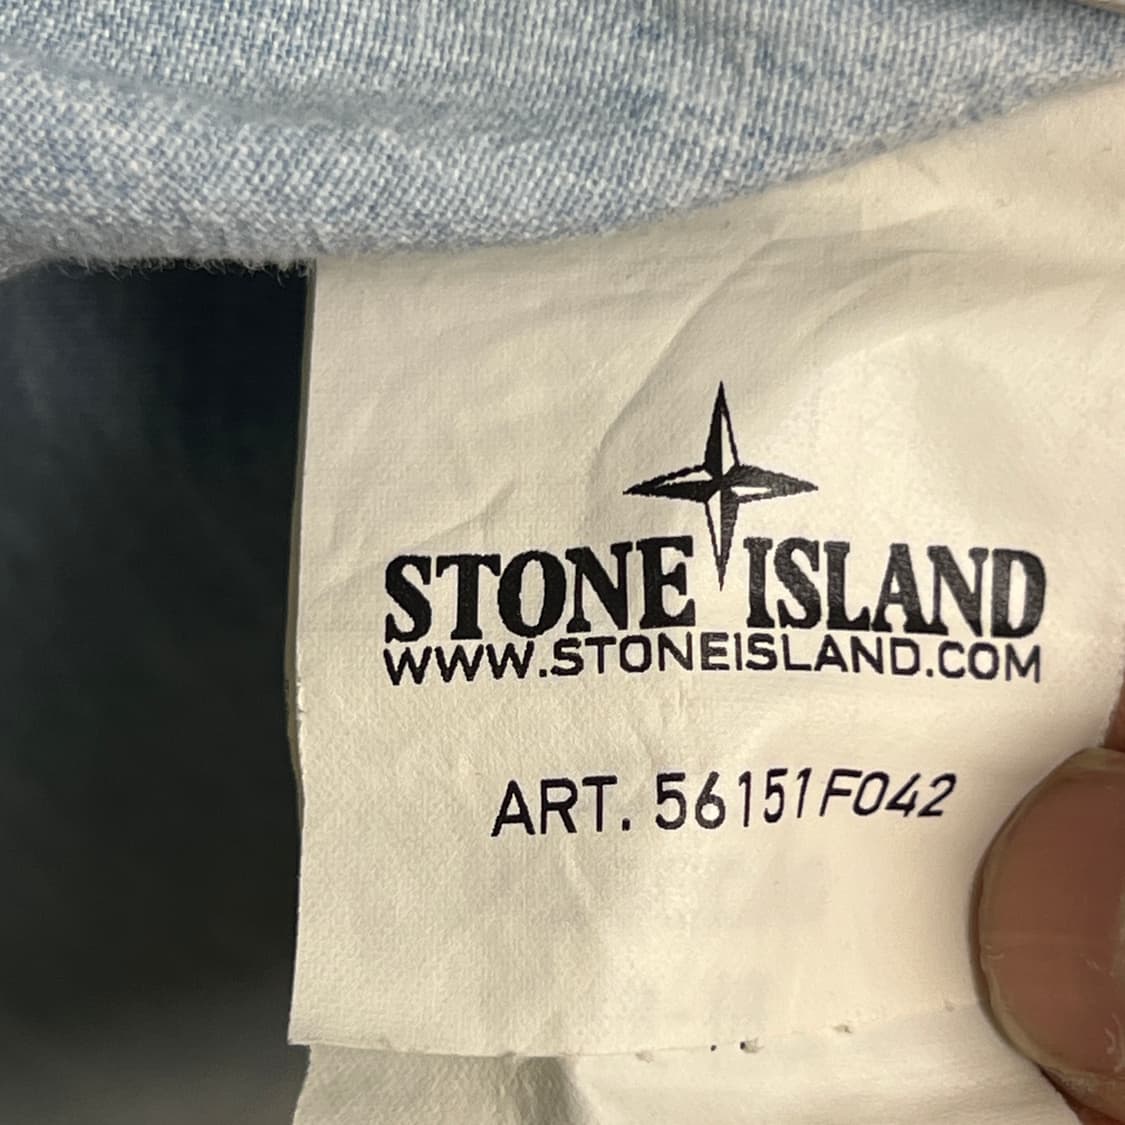 STONE ISLAND
WWW.STONEISLAND.COM
ART. 56151F042